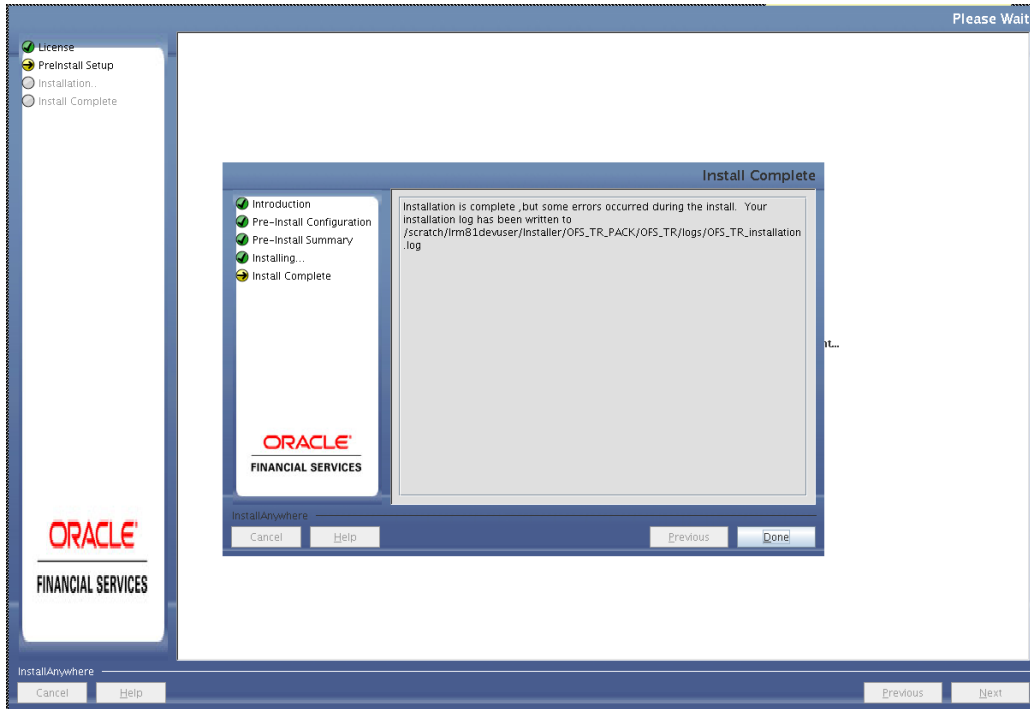 Please Wait
License
PreInstall Setup
Installation..
Install Complete
Install Complete
Introduction
Pre-Install Configuration
Pre-Install Summary
Installing...
Install Complete
Installation is complete ,but some errors occurred during the install. Your
installation log has been written to
/scratch/lrm81devuser/Installer/OFS_TR_PACK/OFS_TR/logs/OFS_TR_installation
.log
ORACLE'
FINANCIAL SERVICES
InstallAnywhere
Cancel
Help
Previous
Done
ORACLE'
FINANCIAL SERVICES
InstallAnywhere
Cancel
Help
Previous
Next